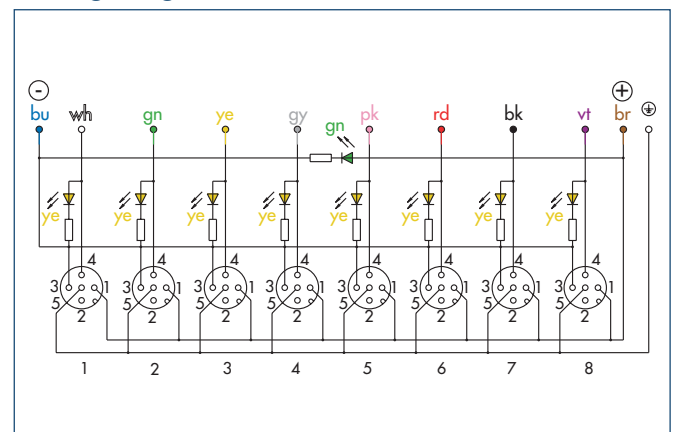 bu wh gn ye gy gn pk rd bk vt br
ye ye ye ye ye ye ye ye
4 4 4 4 4 4 4 4
3 1 3 1 3 1 3 1 3 1 3 1 3 1 3 1
5 5 5 5 5 5 5 5
2 2 2 2 2 2 2 2
1 2 3 4 5 6 7 8